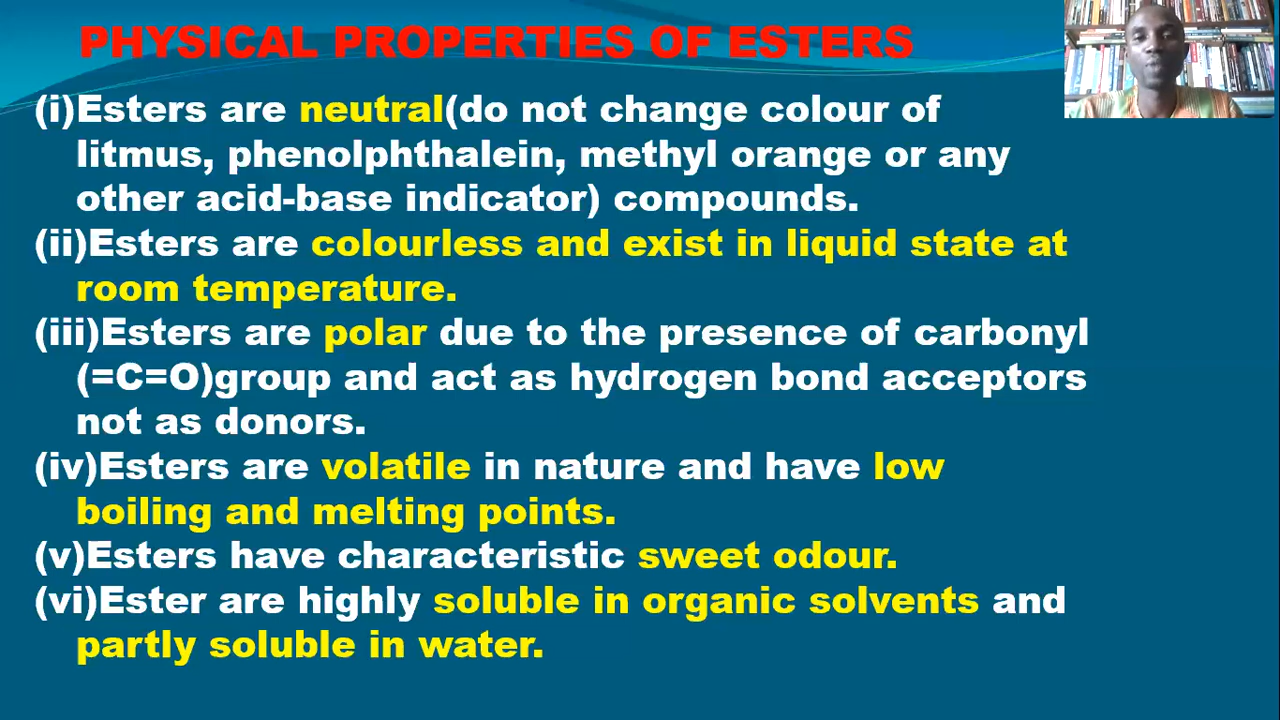 PHYSICAL PROPERTIES OF ESTERS
(i)Esters are neutral(do not change colour of
litmus, phenolphthalein, methyl orange or any
other acid-base indicator) compounds.
(ii)Esters are colourless and exist in liquid state at
room temperature.
(iii)Esters are polar due to the presence of carbonyl
(=C=O)group and act as hydrogen bond acceptors
not as donors.
(iv)Esters are volatile in nature and have low
boiling and melting points.
(v)Esters have characteristic sweet odour.
(vi)Ester are highly soluble in organic solvents and
partly soluble in water.